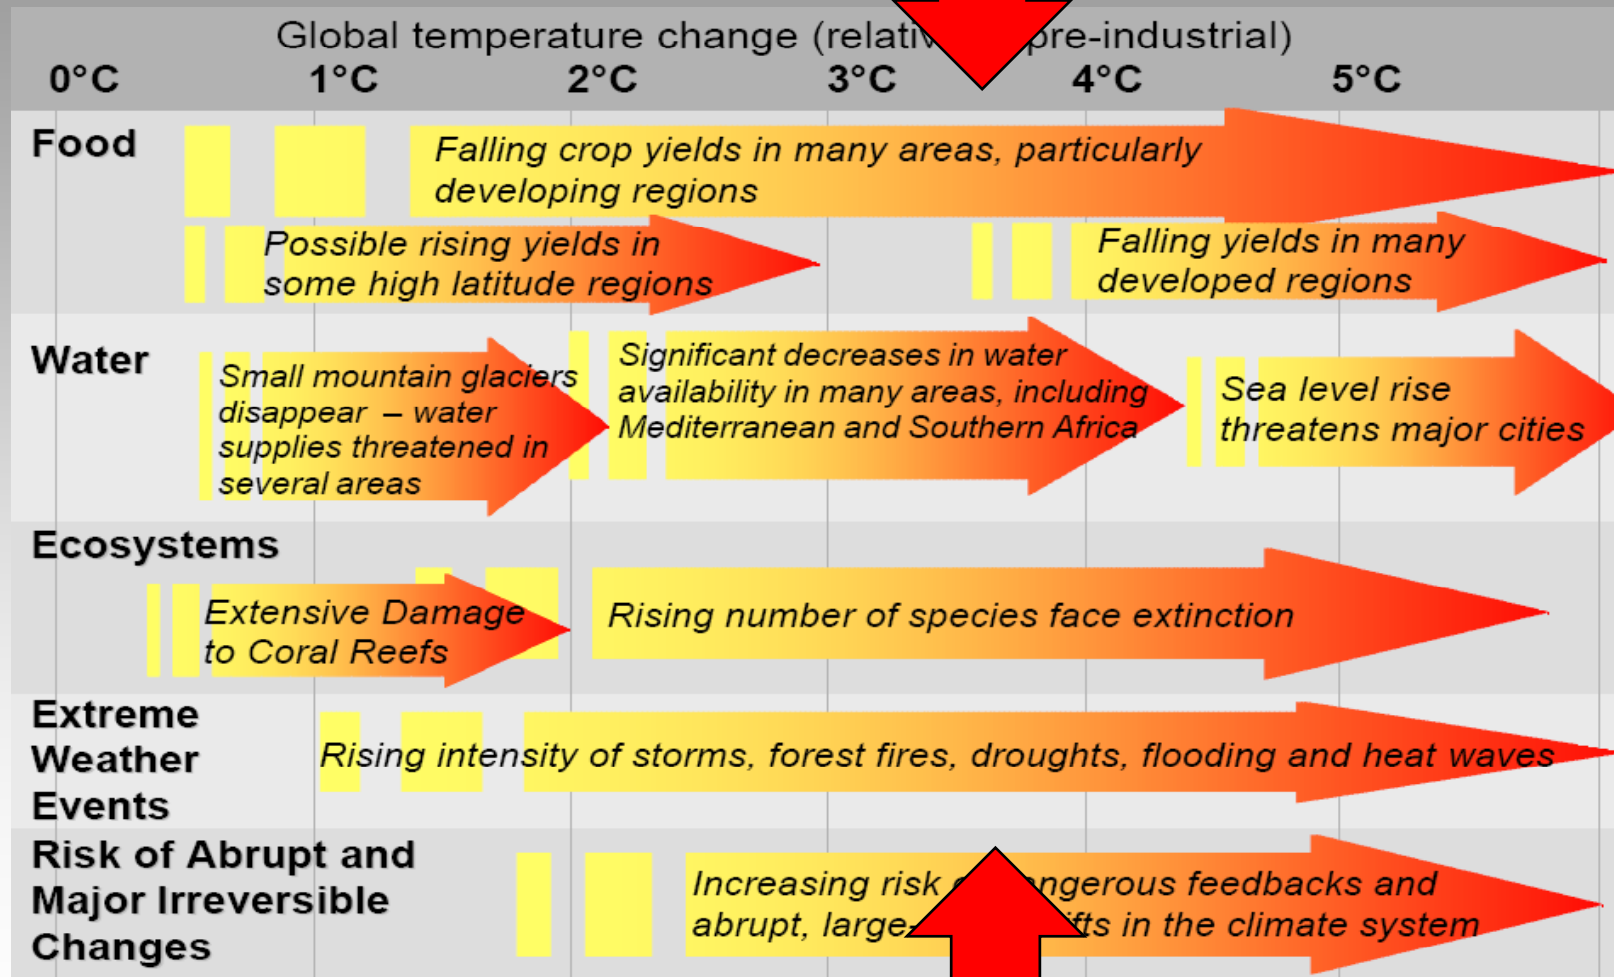 Global temperature change (relati pre-industrial)
0°C 1°C 2°C 3°C 4°C 5°C
Food
Falling crop yields in many areas, particularly
developing regions
Possible rising yields in
some high latitude regions
Falling yields in many
developed regions
Water
Small mountain glaciers
disappear – water
supplies threatened in
several areas
Significant decreases in water
availability in many areas, including
Mediterranean and Southern Africa
Sea level rise
threatens major cities
Ecosystems
Extensive Damage
to Coral Reefs
Rising number of species face extinction
Extreme
Weather
Events
Rising intensity of storms, forest fires, droughts, flooding and heat waves
Risk of Abrupt and
Major Irreversible
Changes
Increasing risk ngerous feedbacks and
abrupt, large- ifts in the climate system